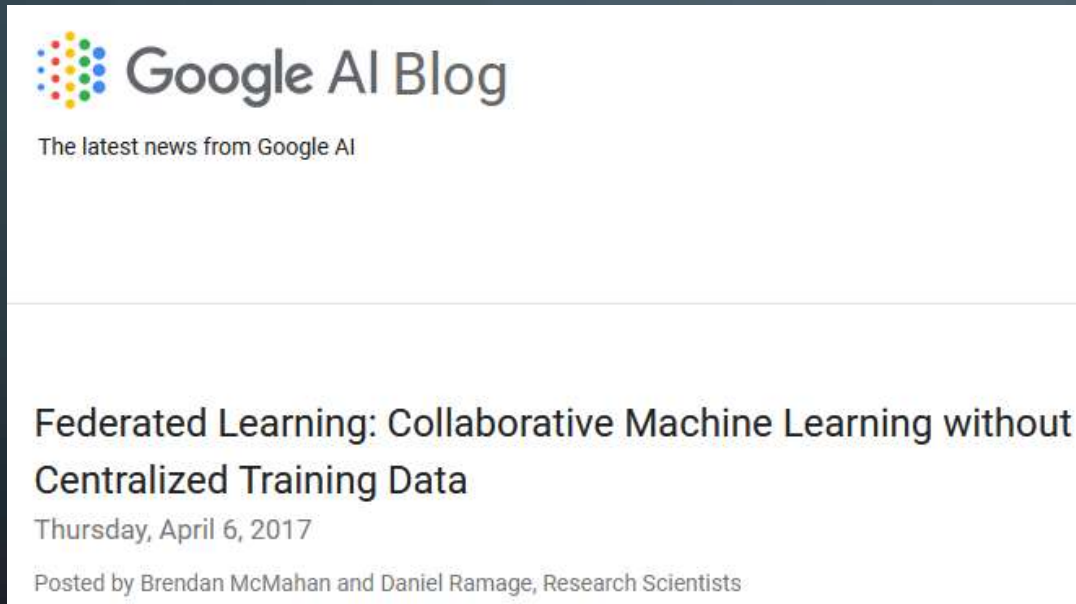 Google AI Blog
The latest news from Google AI
Federated Learning: Collaborative Machine Learning without
Centralized Training Data
Thursday, April 6, 2017
Posted by Brendan McMahan and Daniel Ramage, Research Scientists